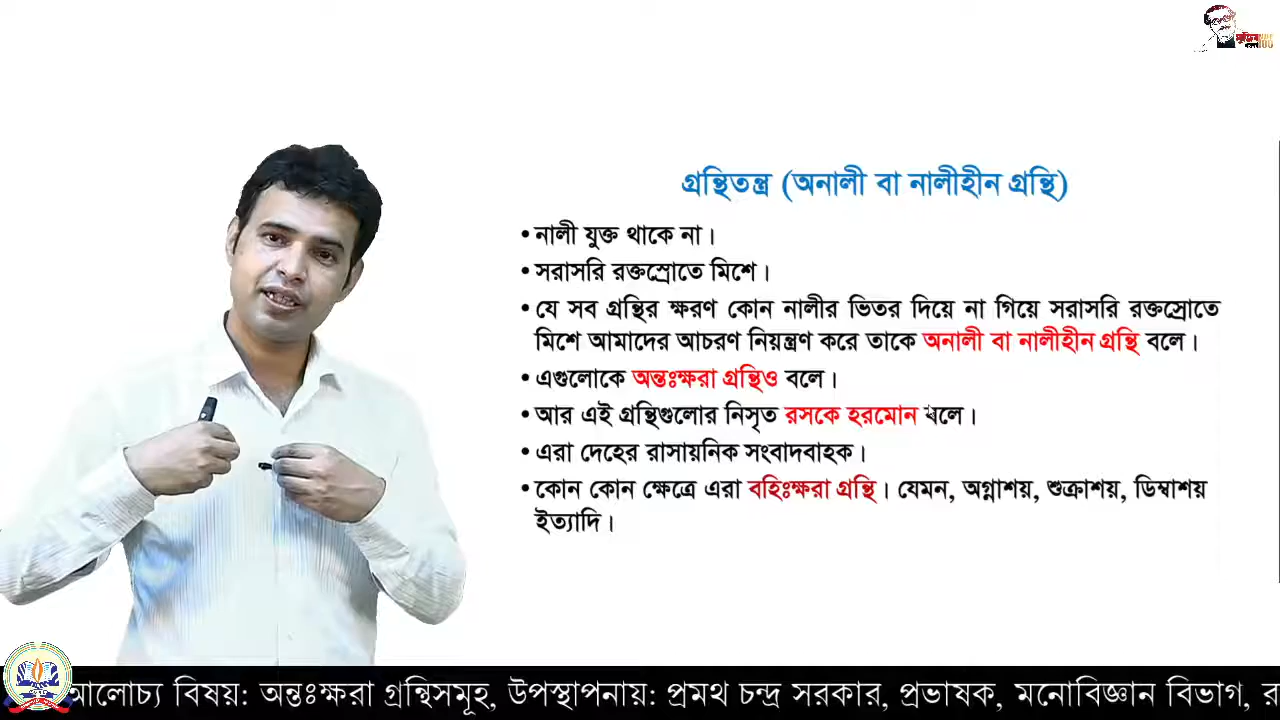 গ্রন্থিতন্ত্র (অনালী বা নালীহীন গ্রন্থি)
• নালী যুক্ত থাকে না।
• সরাসরি রক্তস্রোতে মিশে।
• যে সব গ্রন্থির ক্ষরণ কোন নালীর ভিতর দিয়ে না গিয়ে সরাসরি রক্তস্রোতে
মিশে আমাদের আচরণ নিয়ন্ত্রণ করে তাকে অনালী বা নালীহীন গ্রন্থি বলে।
• এগুলোকে অন্তঃক্ষরা গ্রন্থিও বলে।
• আর এই গ্রন্থিগুলোর নিসৃত রসকে হরমোন বলে।
• এরা দেহের রাসায়নিক সংবাদবাহক।
• কোন কোন ক্ষেত্রে এরা বহিঃক্ষরা গ্রন্থি। যেমন, অগ্নাশয়, শুক্রাশয়, ডিম্বাশয়
ইত্যাদি।
আলোচ্য বিষয়: অন্তঃক্ষরা গ্রন্থিসমূহ, উপস্থাপনায়: প্রমথ চন্দ্র সরকার, প্রভাষক, মনোবিজ্ঞান বিভাগ,